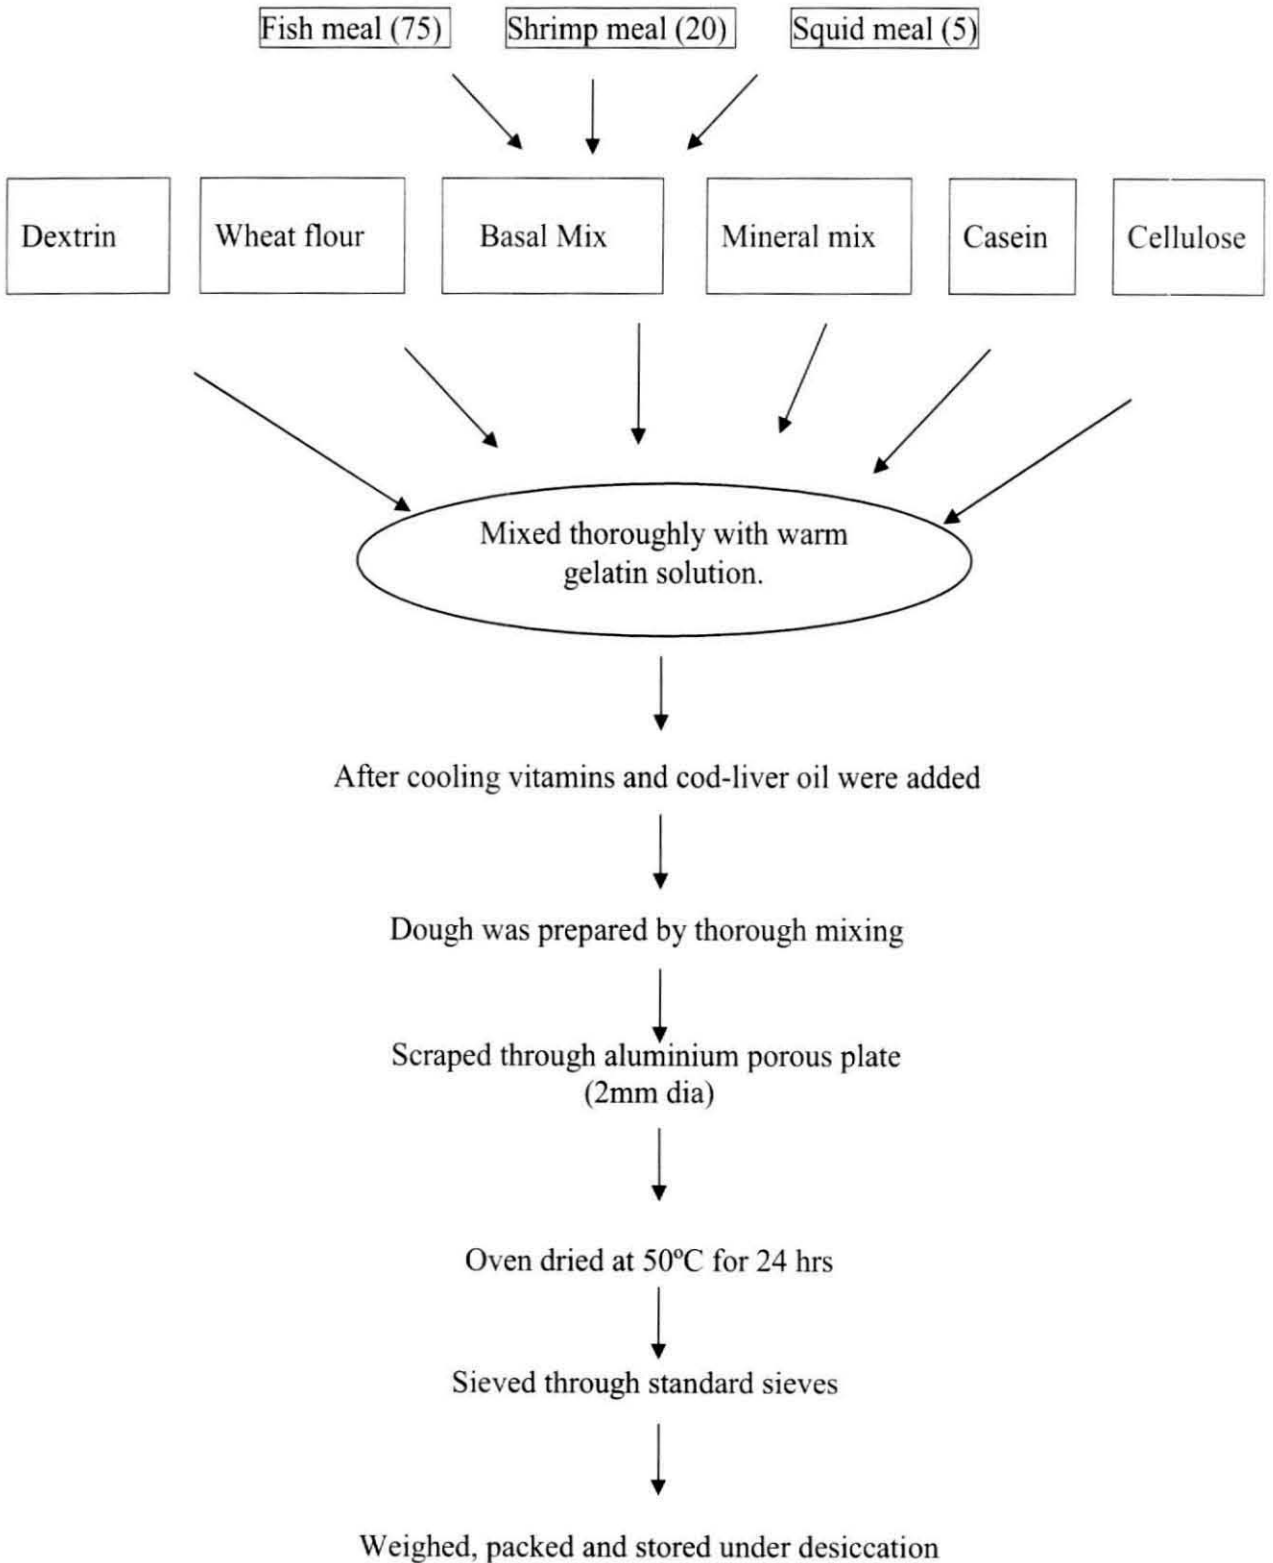 Fish meal (75) Shrimp meal (20) Squid meal (5)
Dextrin Wheat flour Basal Mix Mineral mix Casein Cellulose
Mixed thoroughly with warm
gelatin solution.
After cooling vitamins and cod-liver oil were added
Dough was prepared by thorough mixing
Scraped through aluminium porous plate
(2mm dia)
Oven dried at 50ºC for 24 hrs
Sieved through standard sieves
Weighed, packed and stored under desiccation